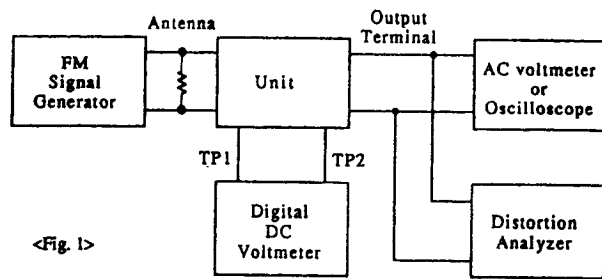 Antenna
Output
Terminal
FM
Signal
Generator
Unit
AC voltmeter
or
Oscilloscope
TP1
TP2
Digital
DC
Voltmeter
Distortion
Analyzer
<Fig. 1>